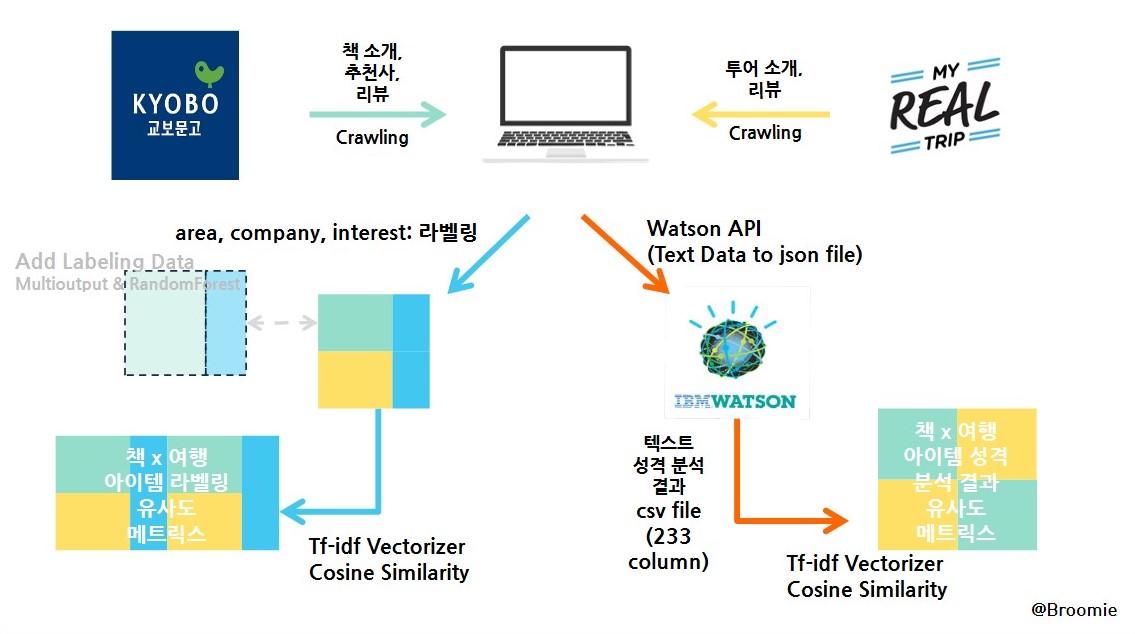 KYOBO
교보문고
책 소개,
추천사,
리뷰
Crawling
투어 소개,
리뷰
Crawling
MY
REAL
TRIP
area, company, interest: 라벨링
Watson API
(Text Data to json file)
Add Labeling Data
Multioutput & RandomForest
IBM WATSON
책 x 여행
아이템 라벨링
유사도
메트릭스
Tf-idf Vectorizer
Cosine Similarity
텍스트
성격 분석
결과
csv file
(233
column)
책 x 여행
아이템 성격
분석 결과
유사도
메트릭스
Tf-idf Vectorizer
Cosine Similarity
@Broomie